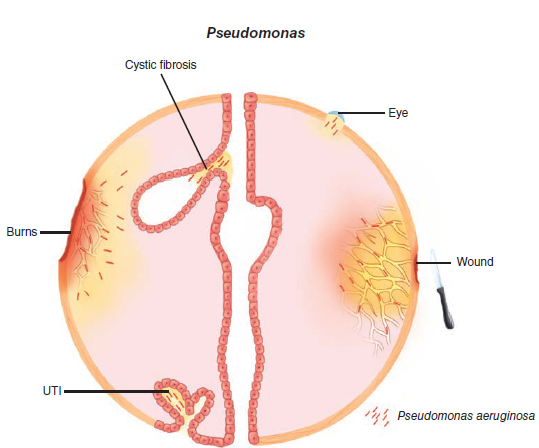 Pseudomonas
Cystic fibrosis
Eye
Burns
Wound
UTI
Pseudomonas aeruginosa